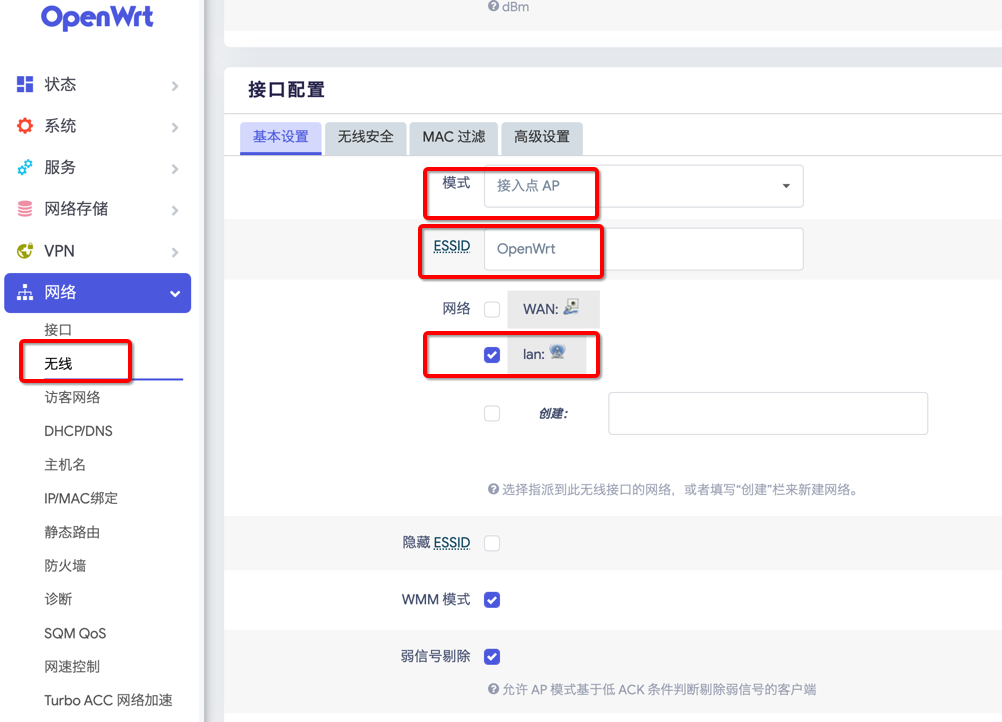 OpenWrt
状态
系统
服务
网络存储
VPN
网络
接口
无线
访客网络
DHCP/DNS
主机名
IP/MAC绑定
静态路由
防火墙
诊断
SQM QoS
网速控制
Turbo ACC 网络加速
dBm
接口配置
基本设置 无线安全 MAC 过滤 高级设置
模式 接入点 AP
ESSID OpenWrt
网络 WAN:
lan:
创建:
选择指派到此无线接口的网络，或者填写“创建”栏来新建网络。
隐藏 ESSID
WMM 模式
弱信号剔除
允许 AP 模式基于低 ACK 条件判断剔除弱信号的客户端